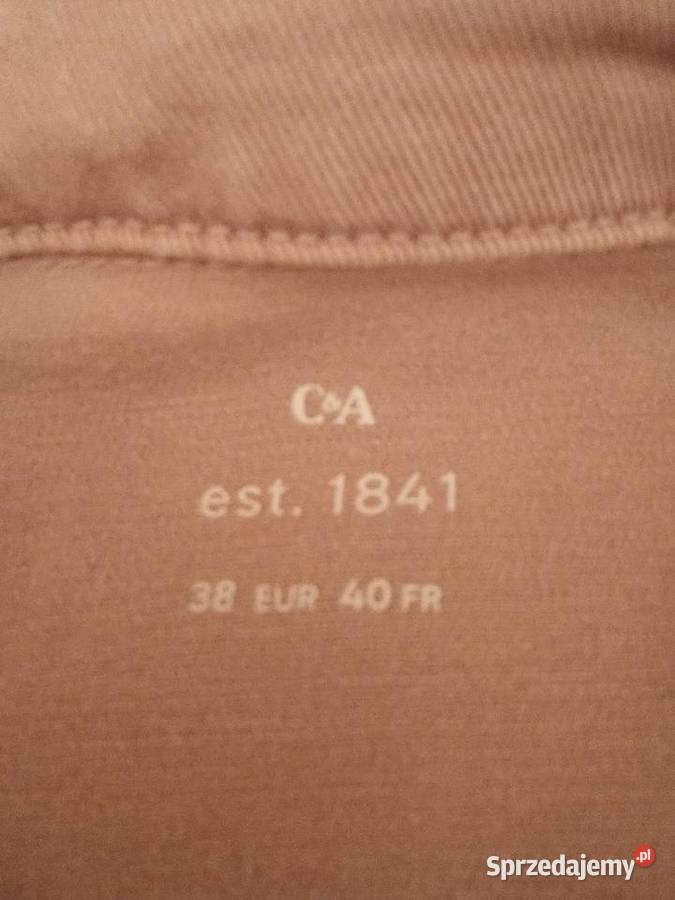 C&A
est. 1841
38 EUR 40 FR
Sprzedajemy.pl